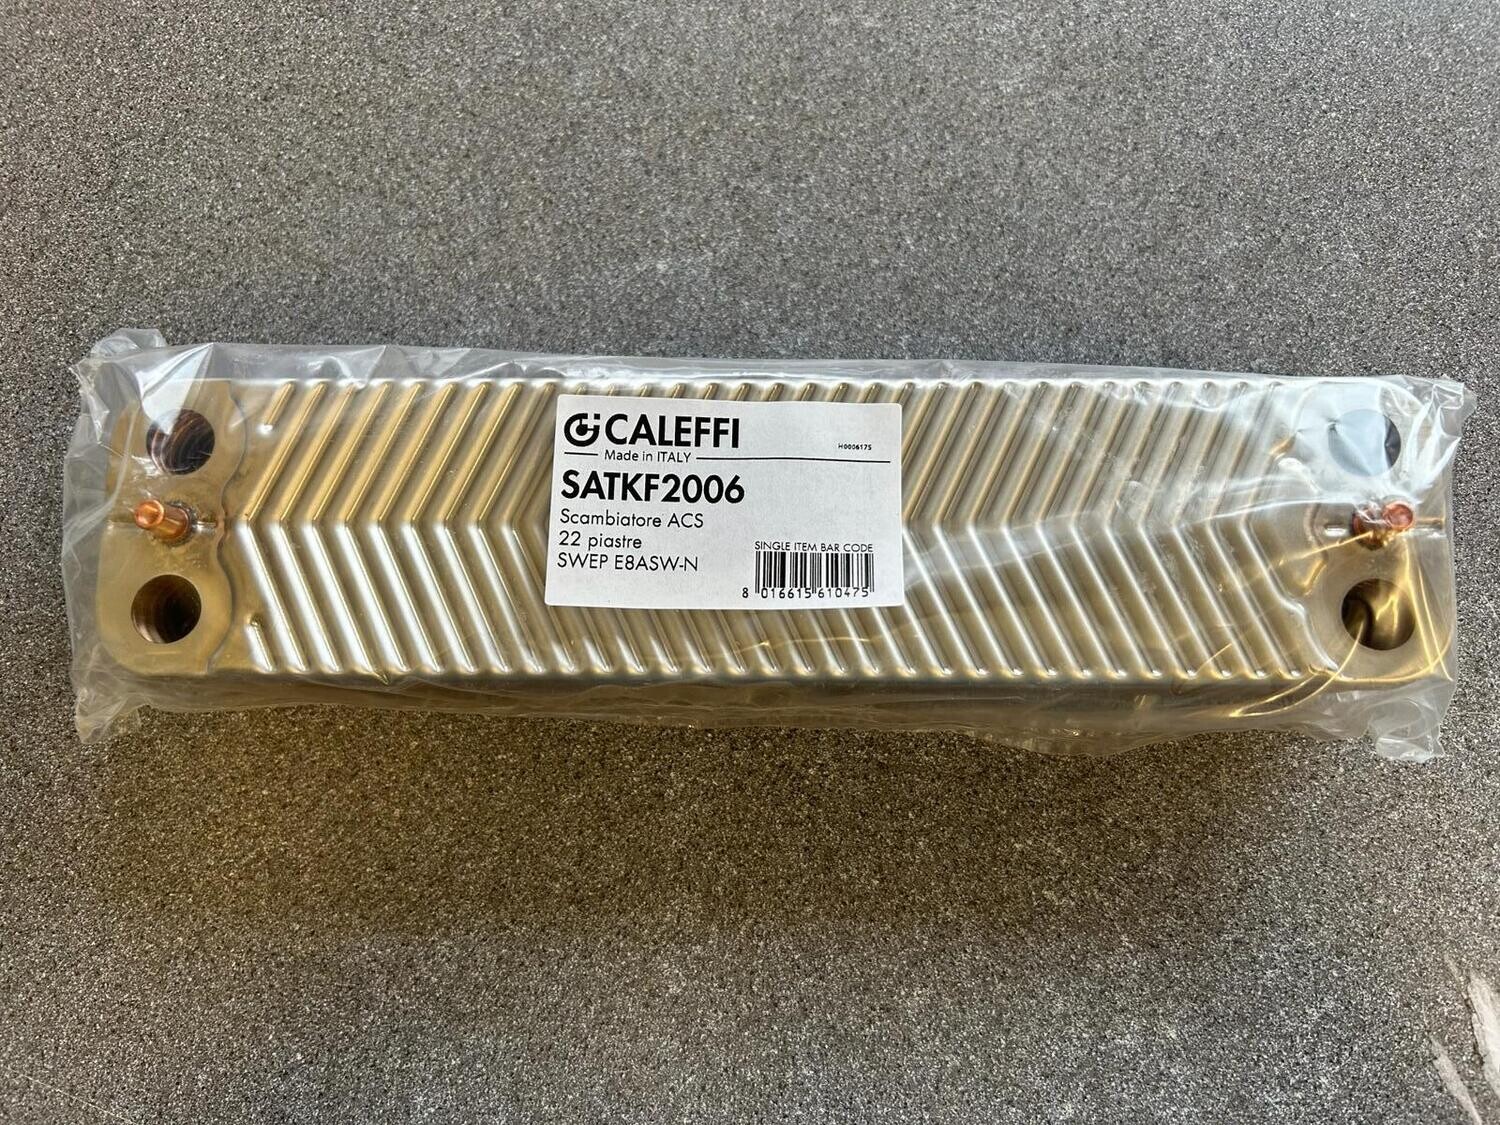 CALEFFI
H0006175
Made in ITALY
SATKF2006
Scambiatore ACS
22 piastre
SWEP E8ASW-N
SINGLE ITEM BAR CODE
8 016615 610475